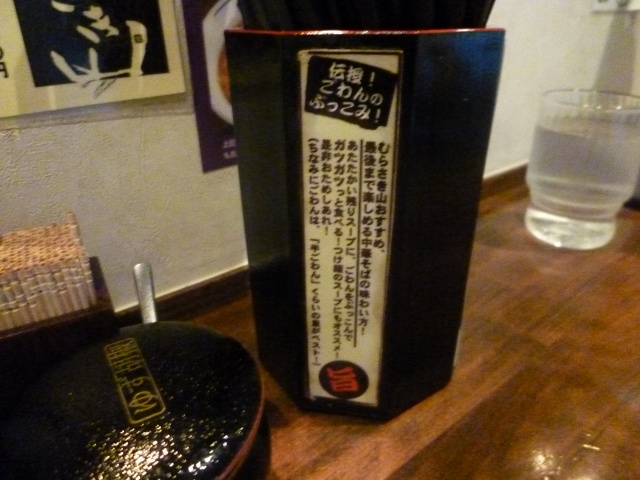 伝授！
ごわんの
ぶっこみ！
むらさき山おすすめ、
最後まで楽しめる中華そばの味わい方！
あたたかい残りスープに、ごわんをぶっこんで
ガツガツっと食べる！つけ麺のスープにもオススメ！
是非おためしあれ！
（ちなみにごわんは、「半ごわん」くらいの量がベスト！）
円